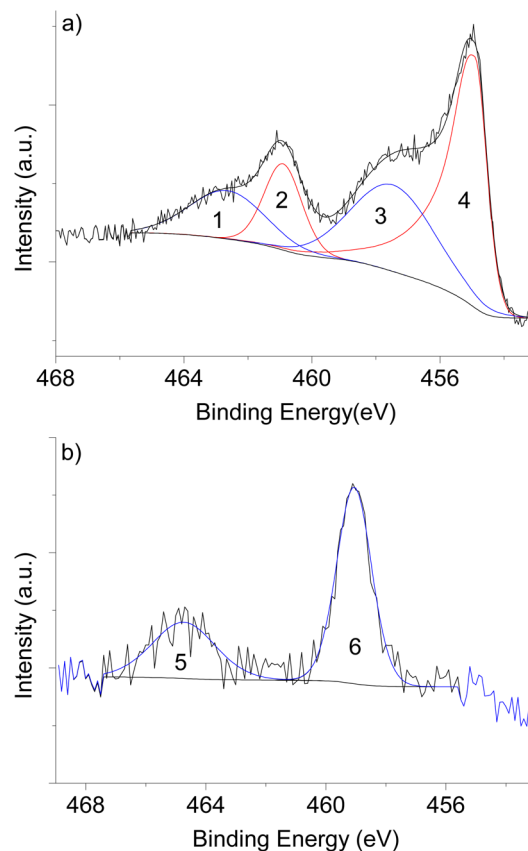 a)
Intensity (a.u.)
1
2
3
4
468
464
460
456
Binding Energy(eV)
b)
Intensity (a.u.)
5
6
468
464
460
456
Binding Energy (eV)